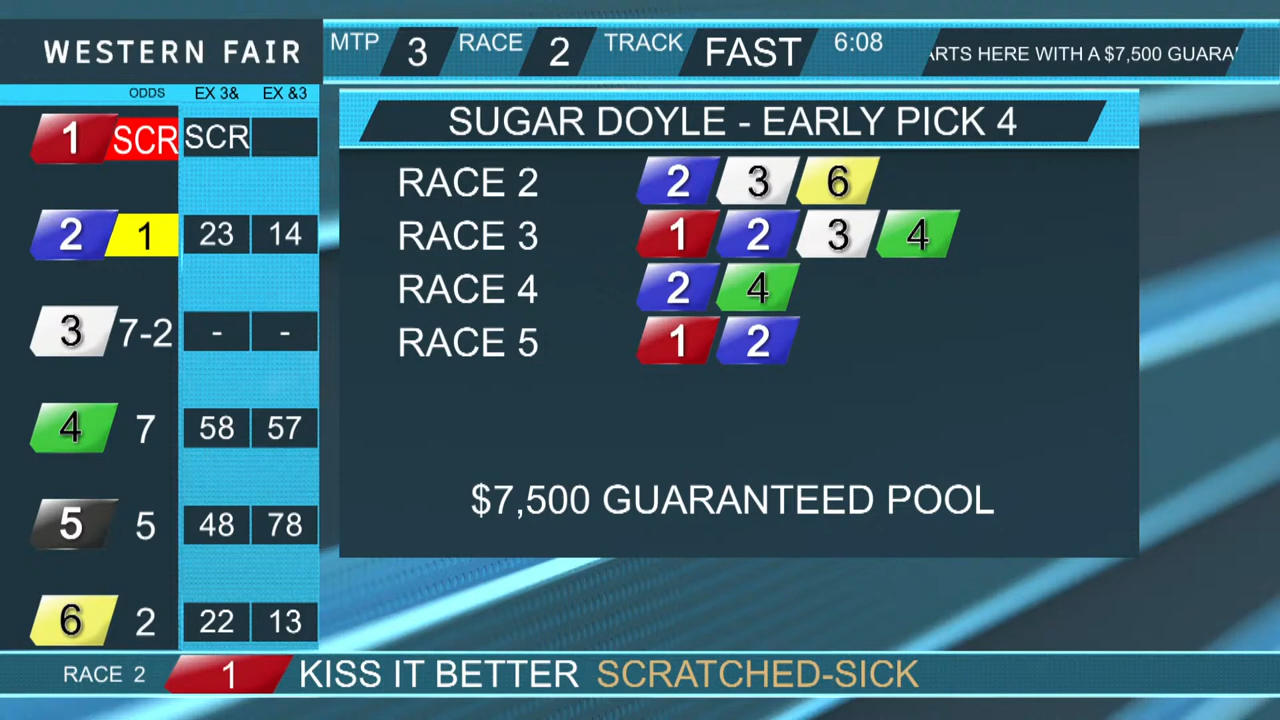 WESTERN FAIR
MTP 3 RACE 2 TRACK FAST 6:08 ARTS HERE WITH A $7,500 GUARA
ODDS EX 3& EX &3
1 SCR SCR
2 1 23 14
3 7-2 - -
4 7 58 57
5 5 48 78
6 2 22 13
SUGAR DOYLE - EARLY PICK 4
RACE 2 2 3 6
RACE 3 1 2 3 4
RACE 4 2 4
RACE 5 1 2
$7,500 GUARANTEED POOL
RACE 2 1 KISS IT BETTER SCRATCHED-SICK